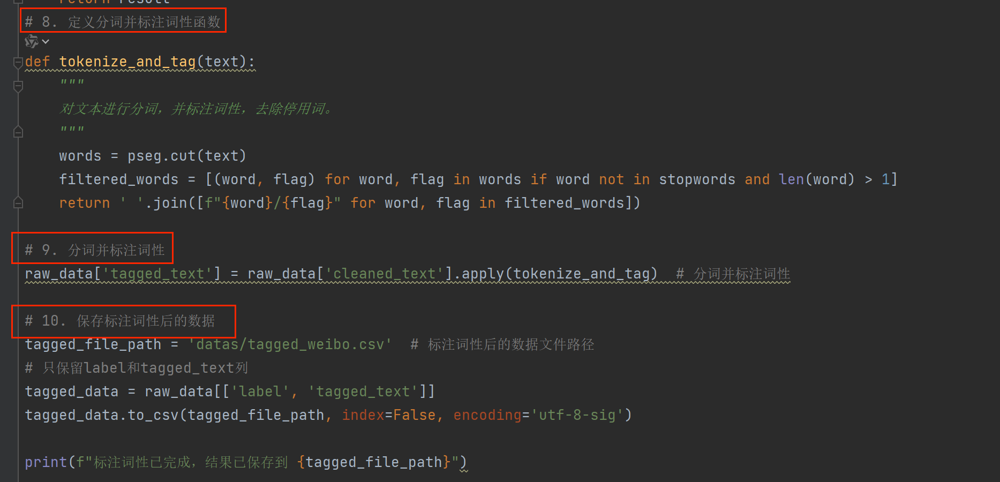 return result
# 8. 定义分词并标注词性函数
def tokenize_and_tag(text):
"""
对文本进行分词，并标注词性，去除停用词。
"""
words = pseg.cut(text)
filtered_words = [(word, flag) for word, flag in words if word not in stopwords and len(word) > 1]
return ' '.join([f"{word}/{flag}" for word, flag in filtered_words])
# 9. 分词并标注词性
raw_data['tagged_text'] = raw_data['cleaned_text'].apply(tokenize_and_tag)  # 分词并标注词性
# 10. 保存标注词性后的数据
tagged_file_path = 'datas/tagged_weibo.csv'  # 标注词性后的数据文件路径
# 只保留label和tagged_text列
tagged_data = raw_data[['label', 'tagged_text']]
tagged_data.to_csv(tagged_file_path, index=False, encoding='utf-8-sig')
print(f"标注词性已完成，结果已保存到 {tagged_file_path}")